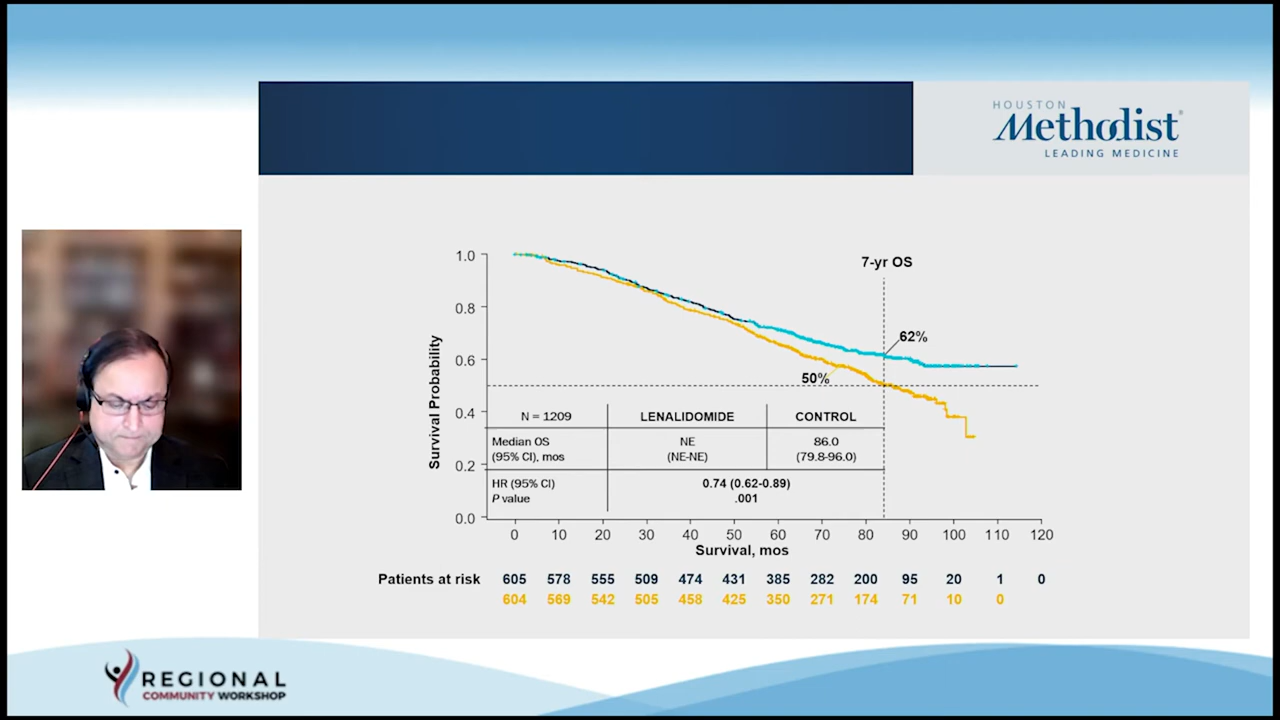 HOUSTON
Methodist®
LEADING MEDICINE
7-yr OS
62%
50%
Survival Probability
1.0
0.8
0.6
0.4
0.2
0.0
N = 1209 LENALIDOMIDE CONTROL
Median OS NE 86.0
(95% CI), mos (NE-NE) (79.8-96.0)
HR (95% CI) 0.74 (0.62-0.89)
P value .001
0 10 20 30 40 50 60 70 80 90 100 110 120
Survival, mos
Patients at risk 605 578 555 509 474 431 385 282 200 95 20 1 0
604 569 542 505 458 425 350 271 174 71 10 0
REGIONAL
COMMUNITY WORKSHOP